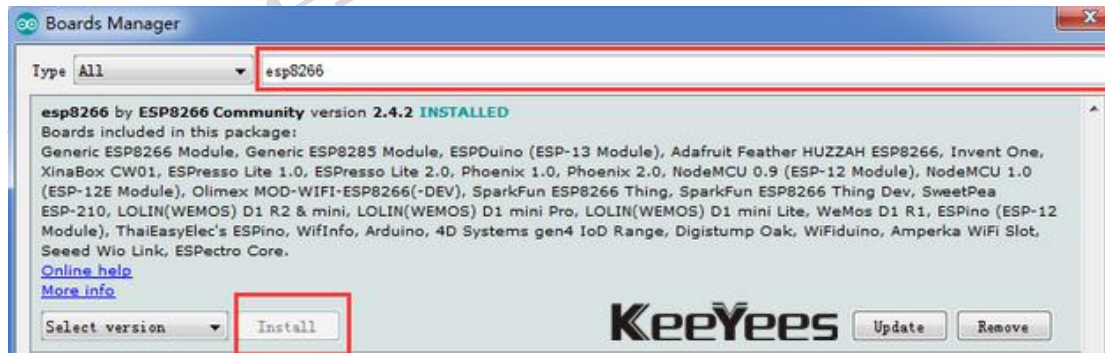 Boards Manager
Type All esp8266
esp8266 by ESP8266 Community version 2.4.2 INSTALLED
Boards included in this package:
Generic ESP8266 Module, Generic ESP8285 Module, ESPDuino (ESP-13 Module), Adafruit Feather HUZZAH ESP8266, Invent One,
XinaBox CW01, ESPresso Lite 1.0, ESPresso Lite 2.0, Phoenix 1.0, Phoenix 2.0, NodeMCU 0.9 (ESP-12 Module), NodeMCU 1.0
(ESP-12E Module), Olimex MOD-WIFI-ESP8266(-DEV), SparkFun ESP8266 Thing, SparkFun ESP8266 Thing Dev, SweetPea
ESP-210, LOLIN(WEMOS) D1 R2 & mini, LOLIN(WEMOS) D1 mini Pro, LOLIN(WEMOS) D1 mini Lite, WeMos D1 R1, ESPino (ESP-12
Module), ThaiEasyElec's ESPino, WifInfo, Arduino, 4D Systems gen4 IoD Range, Digistump Oak, WiFiduino, Amperka WiFi Slot,
Seeed Wio Link, ESPectro Core.
Online help
More info
Select version Install KeeYees Update Remove